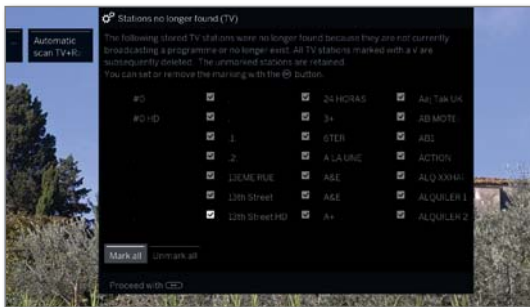 Stations no longer found (TV)
Automatic
scan TV+R
The following stored TV stations were no longer found because they are not currently
broadcasting a programme or no longer exist. All TV stations marked with a v are
subsequently deleted. The unmarked stations are retained.
You can set or remove the marking with the OK button.
#0 . 24 HORAS Aaj Tak UK
#0 HD . 3+ AB MOTE
.1. 6TER AB1
.2. A LA UNE ACTION
13EME RUE A&E ALQ XXHA
13th Street A&E ALQUILER 1
13th Street HD A+ ALQUILER 2
Mark all Unmark all
Proceed with